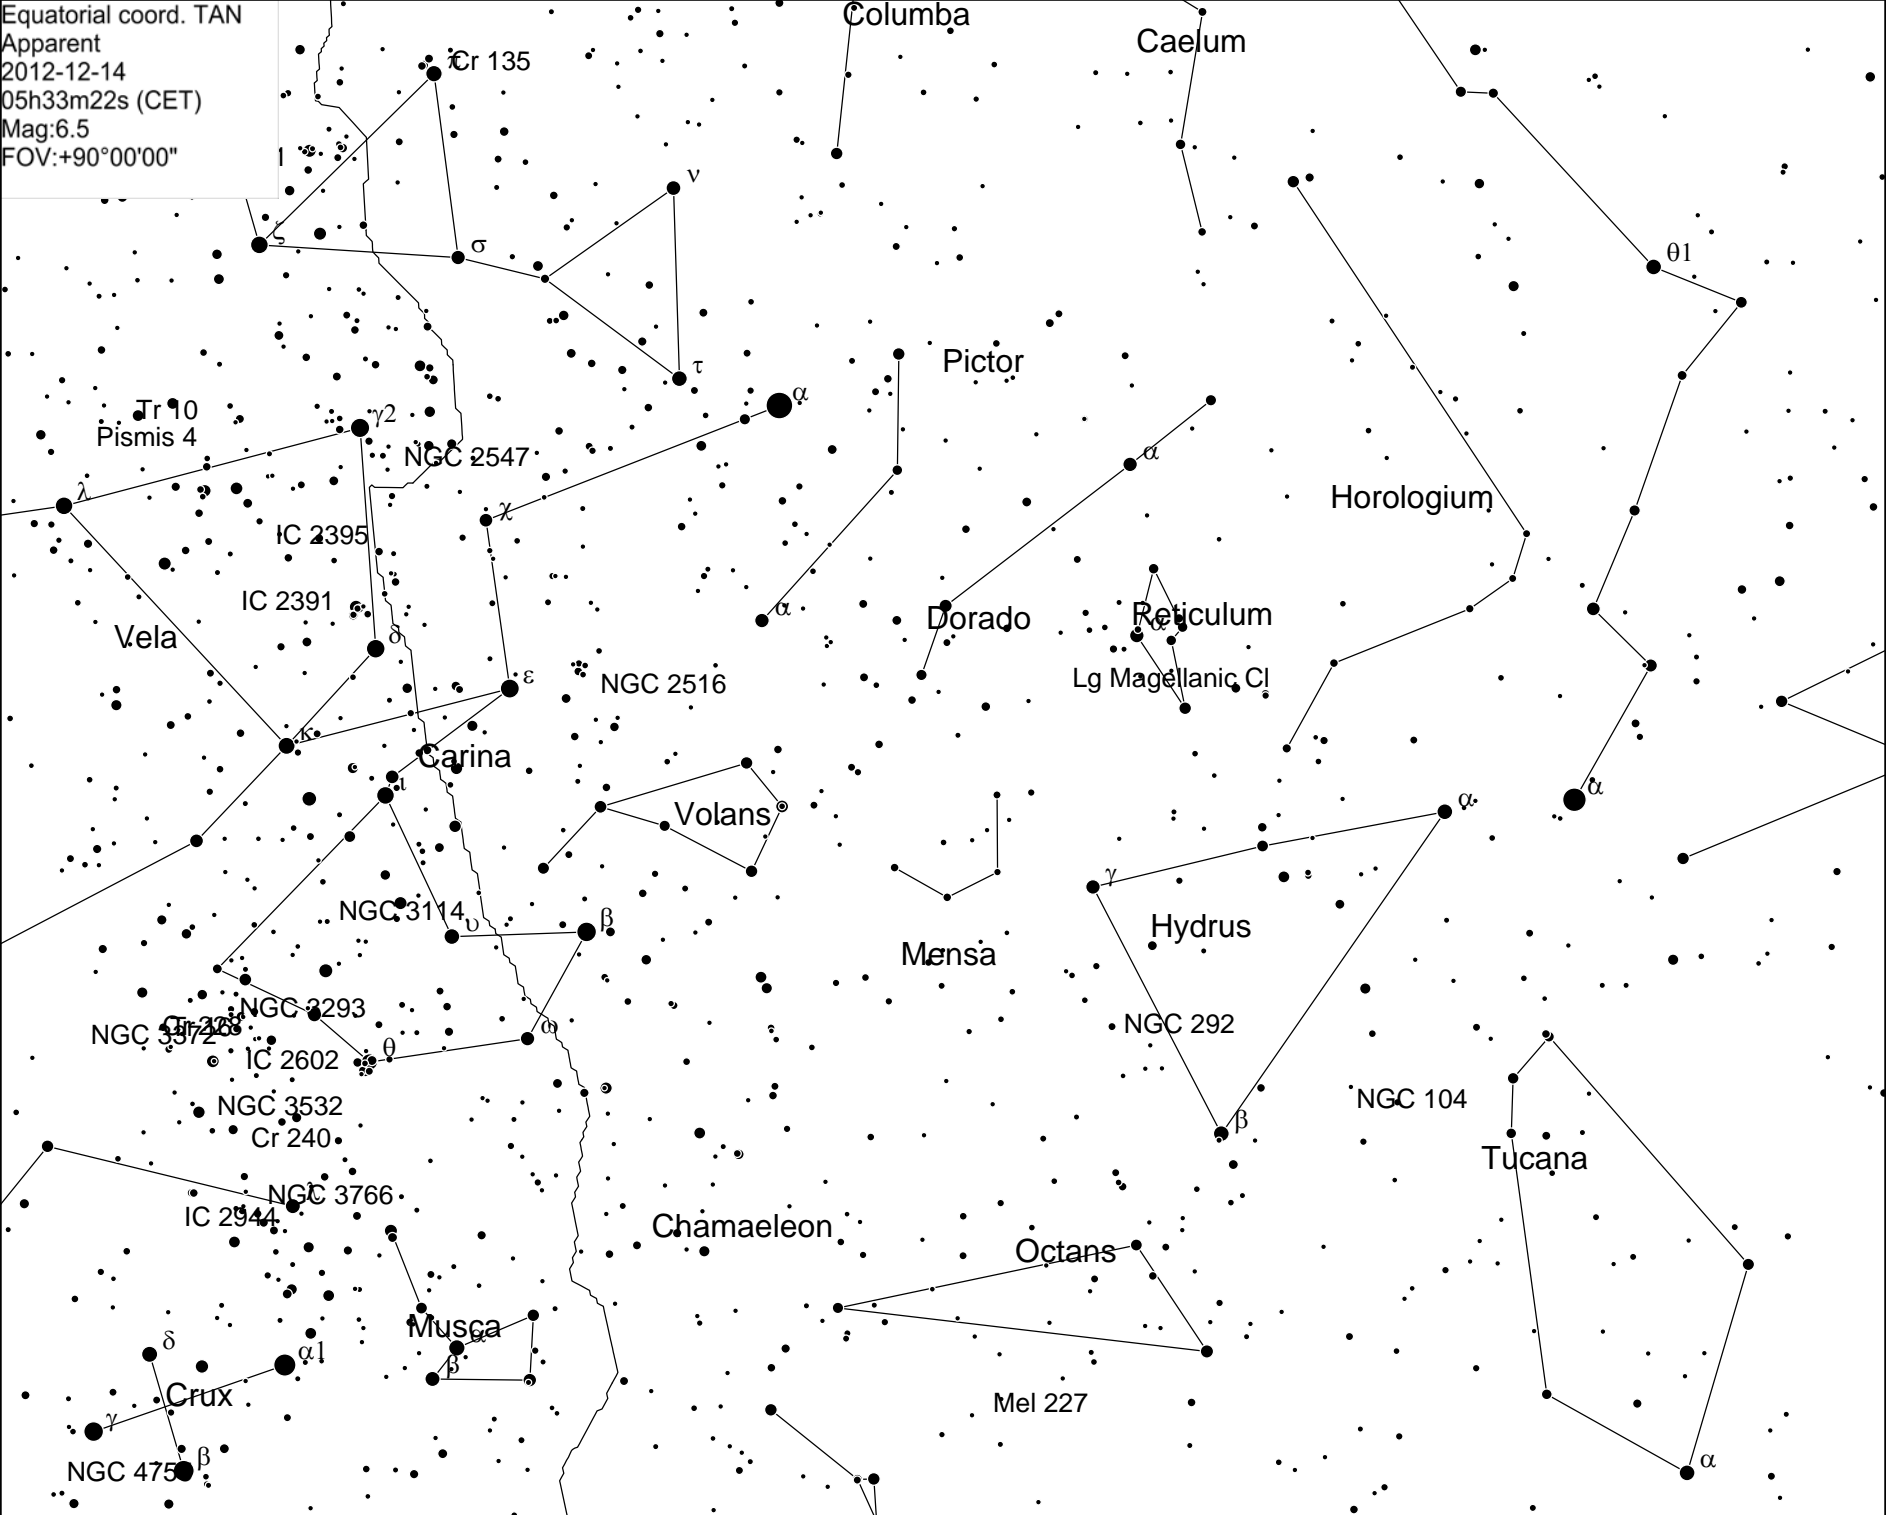 Equatorial coord. TAN
Apparent
2012-12-14
05h33m22s (CET)
Mag:6.5
FOV:+90°00'00"
Columba
Caelum
π
Cr 135
ν
ζ
σ
θ1
Pictor
τ
α
Tr 10
γ2
Pismis 4
NGC 2547
α
λ
Horologium
χ
IC 2395
IC 2391
α
Dorado
Reticulum
α
Vela
δ
ε
NGC 2516
Lg Magellanic Cl
κ
Carina
ι
Volans
α
α
γ
NGC 3114
υ
β
Hydrus
Mensa
NGC 3293
ω
NGC 292
NGC 3372
θ
IC 2602
NGC 3532
NGC 104
Cr 240
β
Tucana
λ
NGC 3766
IC 2944
Chamaeleon
Octans
Musca
α
δ
α1
β
Crux
Mel 227
γ
NGC 475
β
α